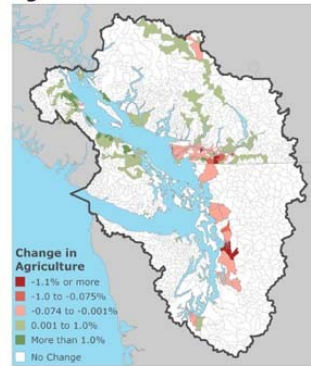 Change in
Agriculture
-1.1% or more
-1.0 to -0.075%
-0.074 to -0.001%
0.001 to 1.0%
More than 1.0%
No Change